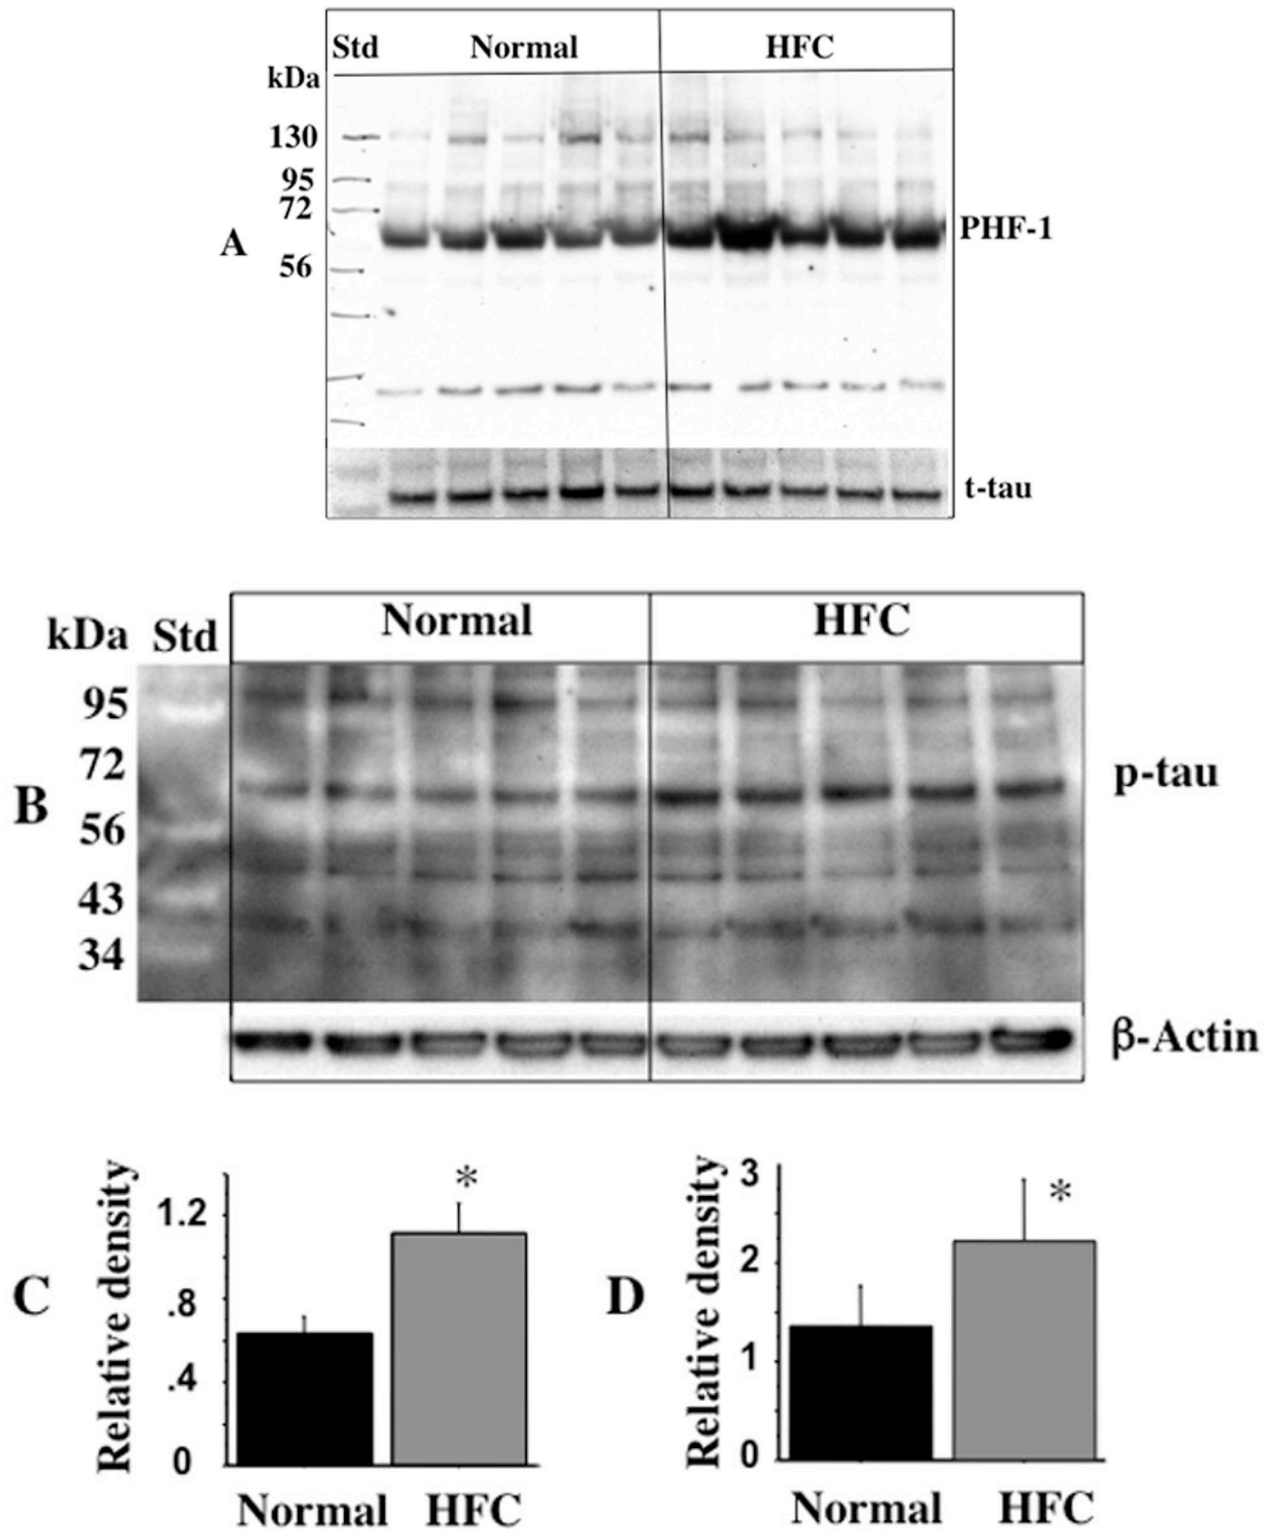 Std Normal HFC
kDa
130
95
72
56
A
PHF-1
t-tau
kDa Std Normal HFC
95
72
56
43
34
B
p-tau
β-Actin
C
Relative density
1.2
.8
.4
0
*
Normal HFC
D
Relative density
3
2
1
0
*
Normal HFC